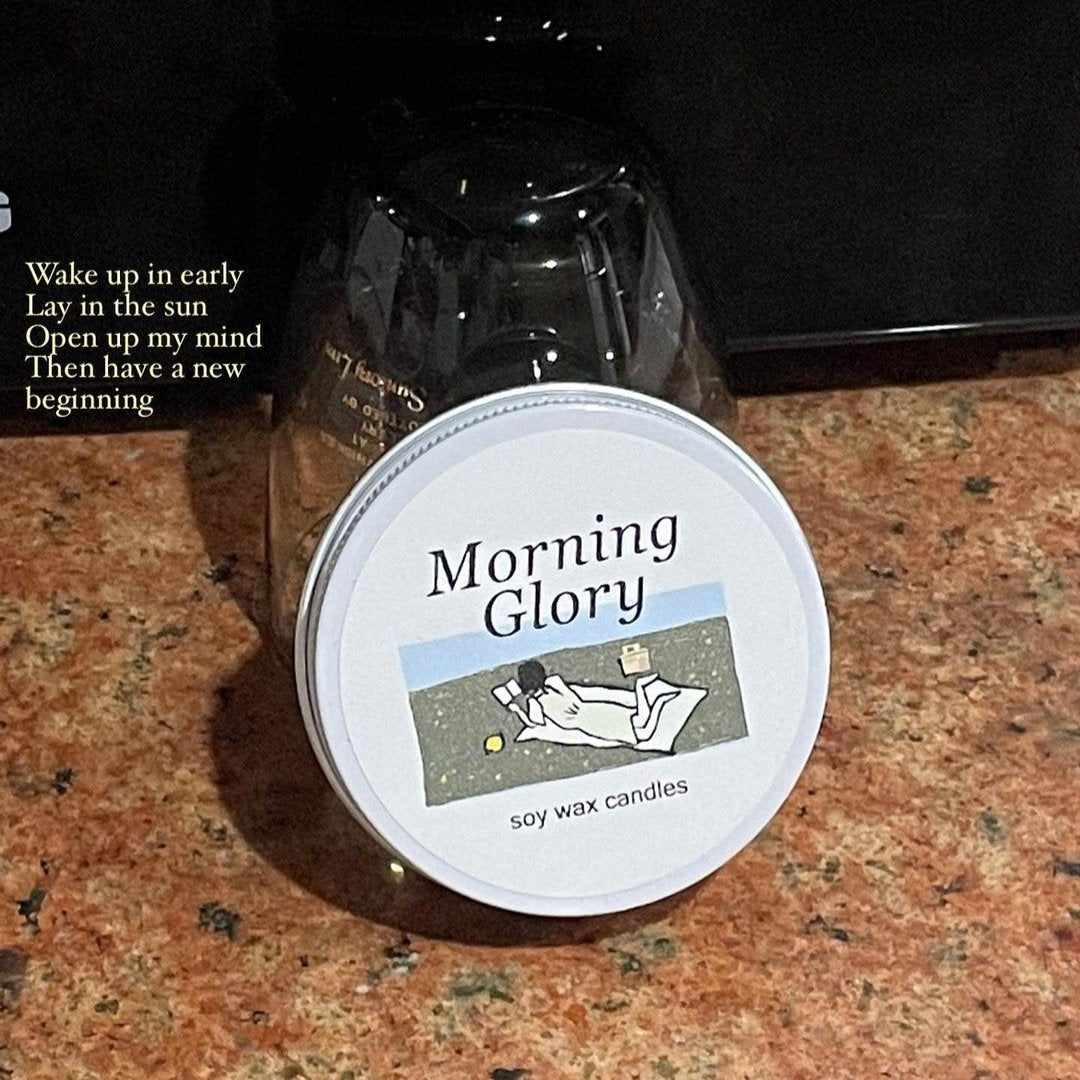 Wake up in early
Lay in the sun
Open up my mind
Then have a new
beginning
Morning
Glory
soy wax candles